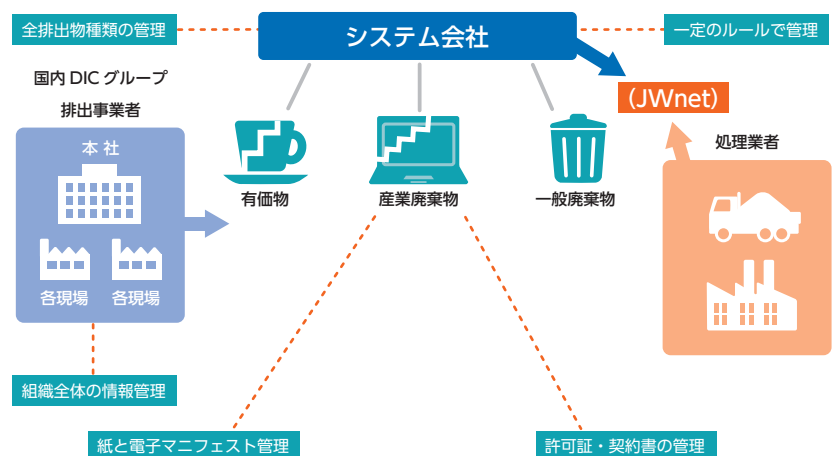 全排出物種類の管理
システム会社
一定のルールで管理
国内 DIC グループ
排出事業者
(JWnet)
本 社
処理業者
有価物
産業廃棄物
一般廃棄物
各現場
各現場
組織全体の情報管理
紙と電子マニフェスト管理
許可証・契約書の管理